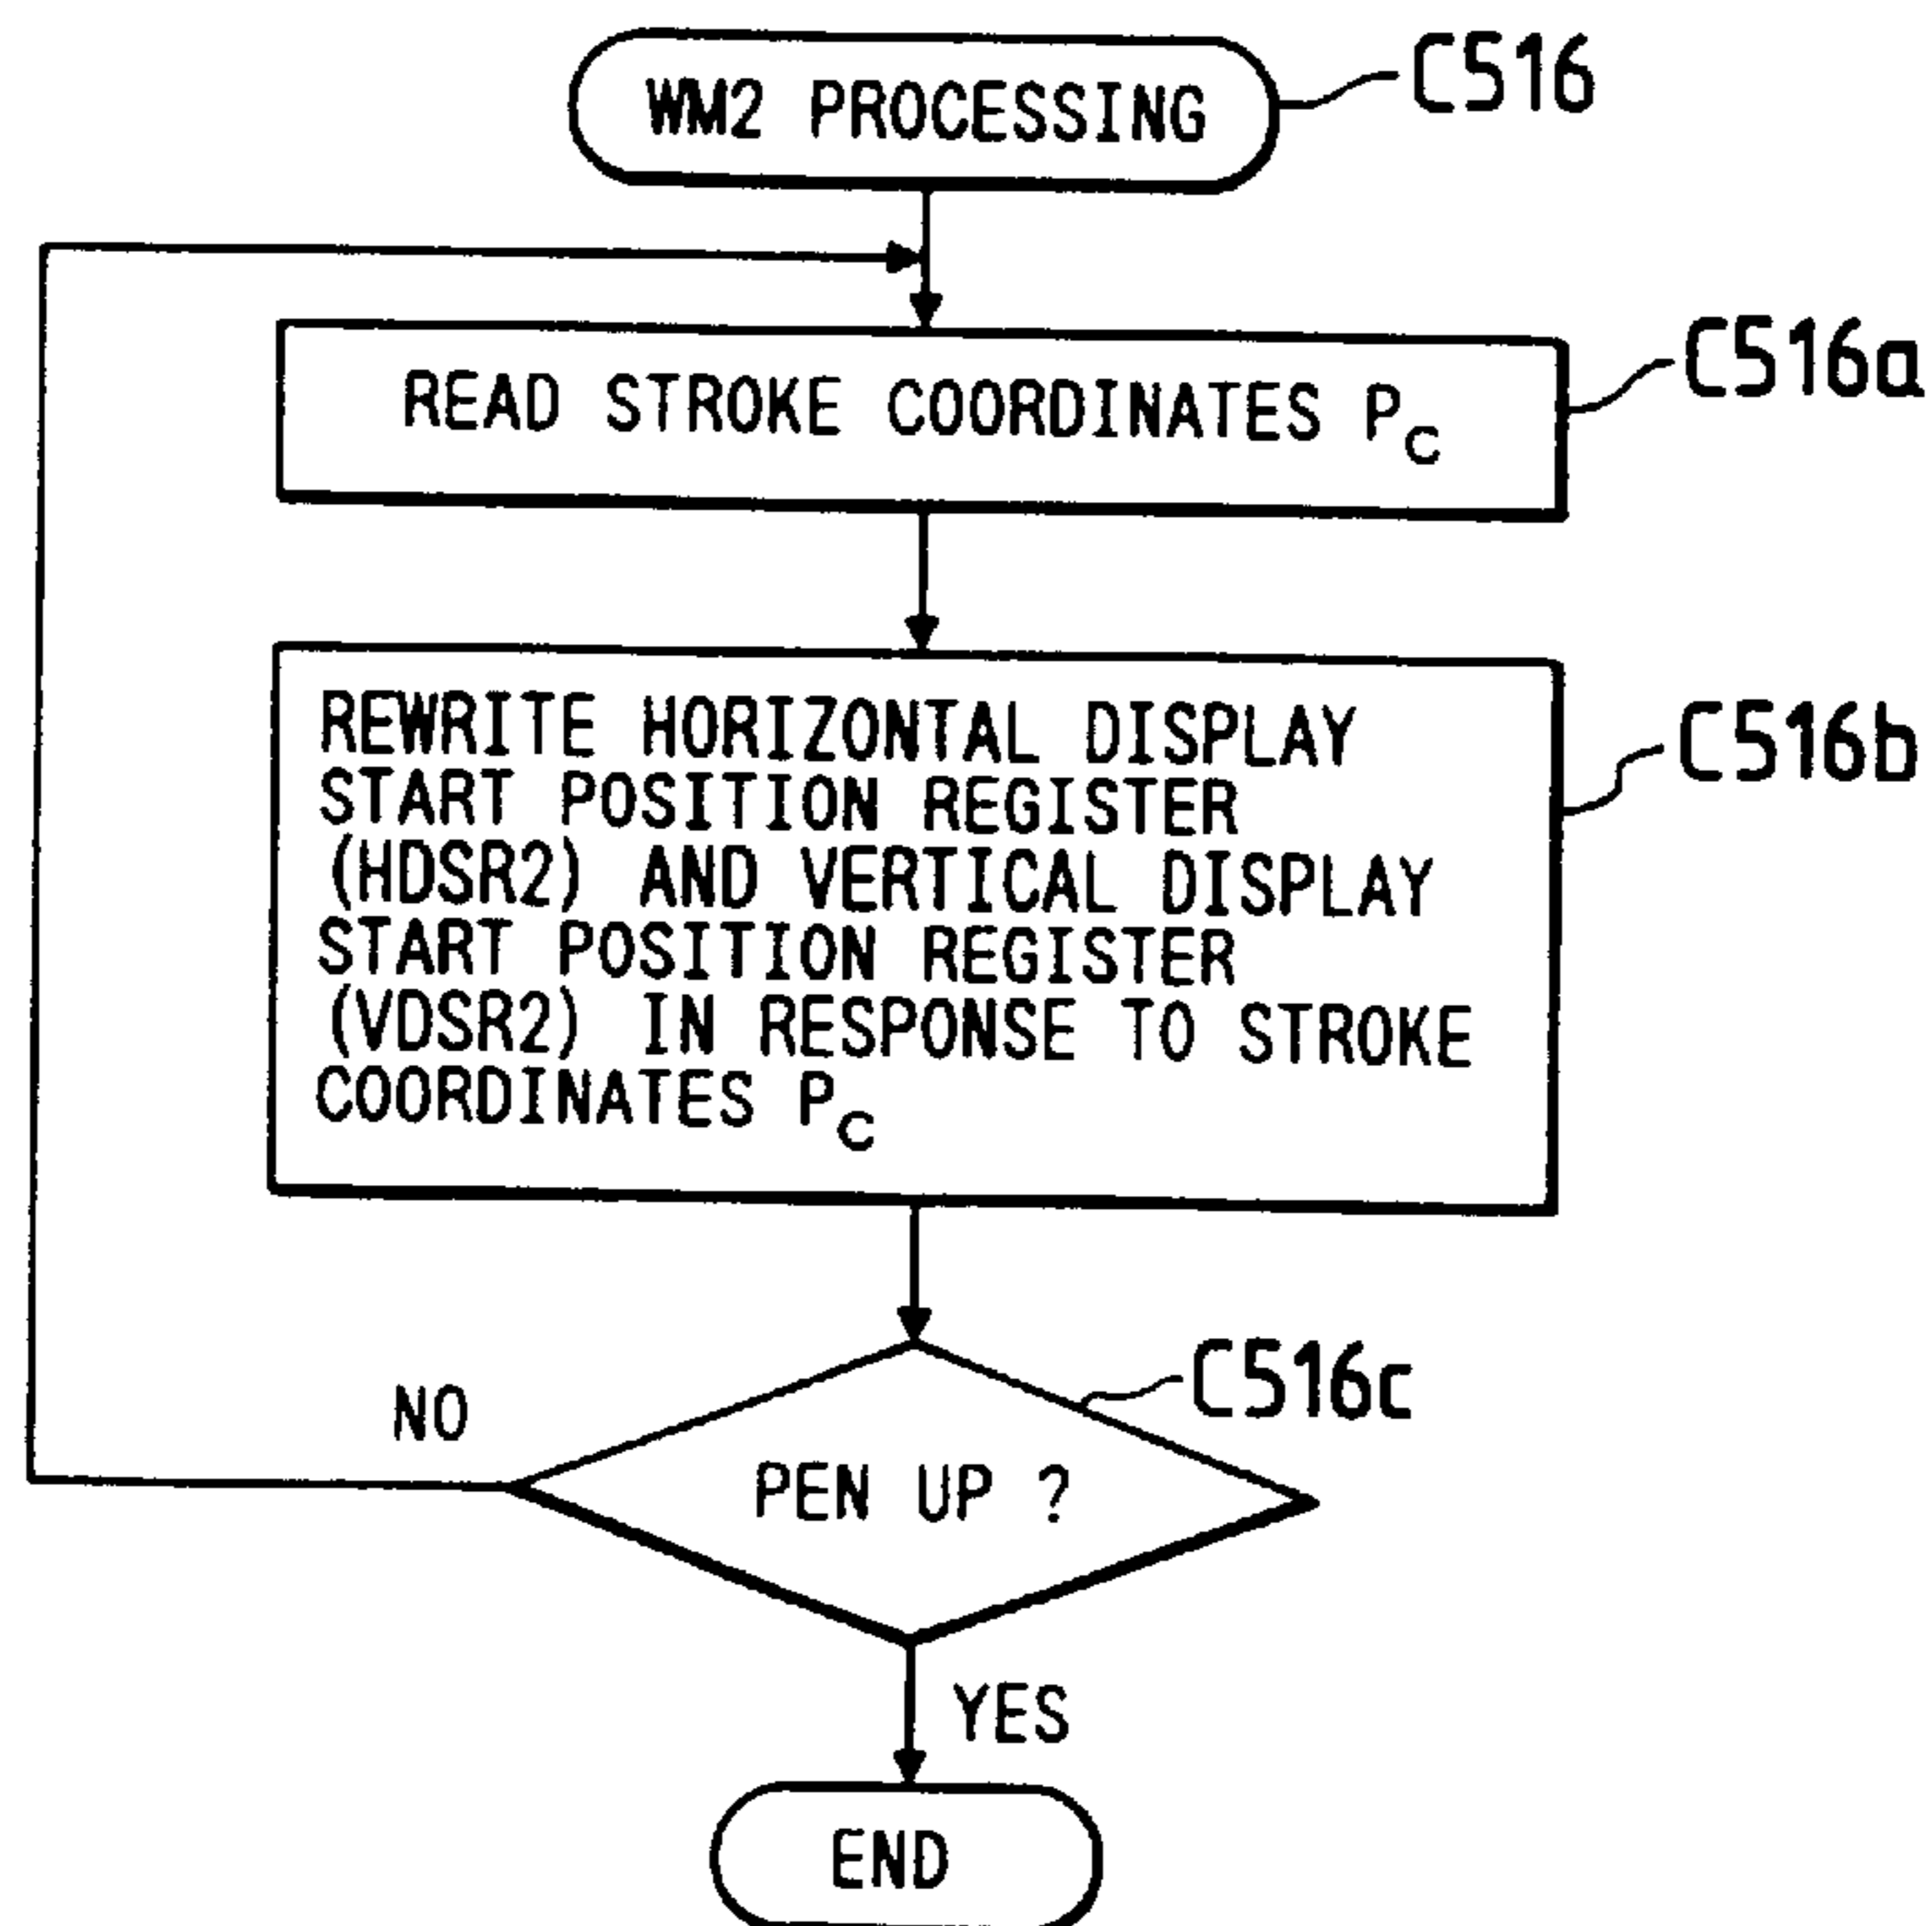 WM2 PROCESSING
C516
READ STROKE COORDINATES PC
C516a
REWRITE HORIZONTAL DISPLAY
START POSITION REGISTER
(HDSR2) AND VERTICAL DISPLAY
START POSITION REGISTER
(VDSR2) IN RESPONSE TO STROKE
COORDINATES PC
C516b
C516c
NO
PEN UP ?
YES
END